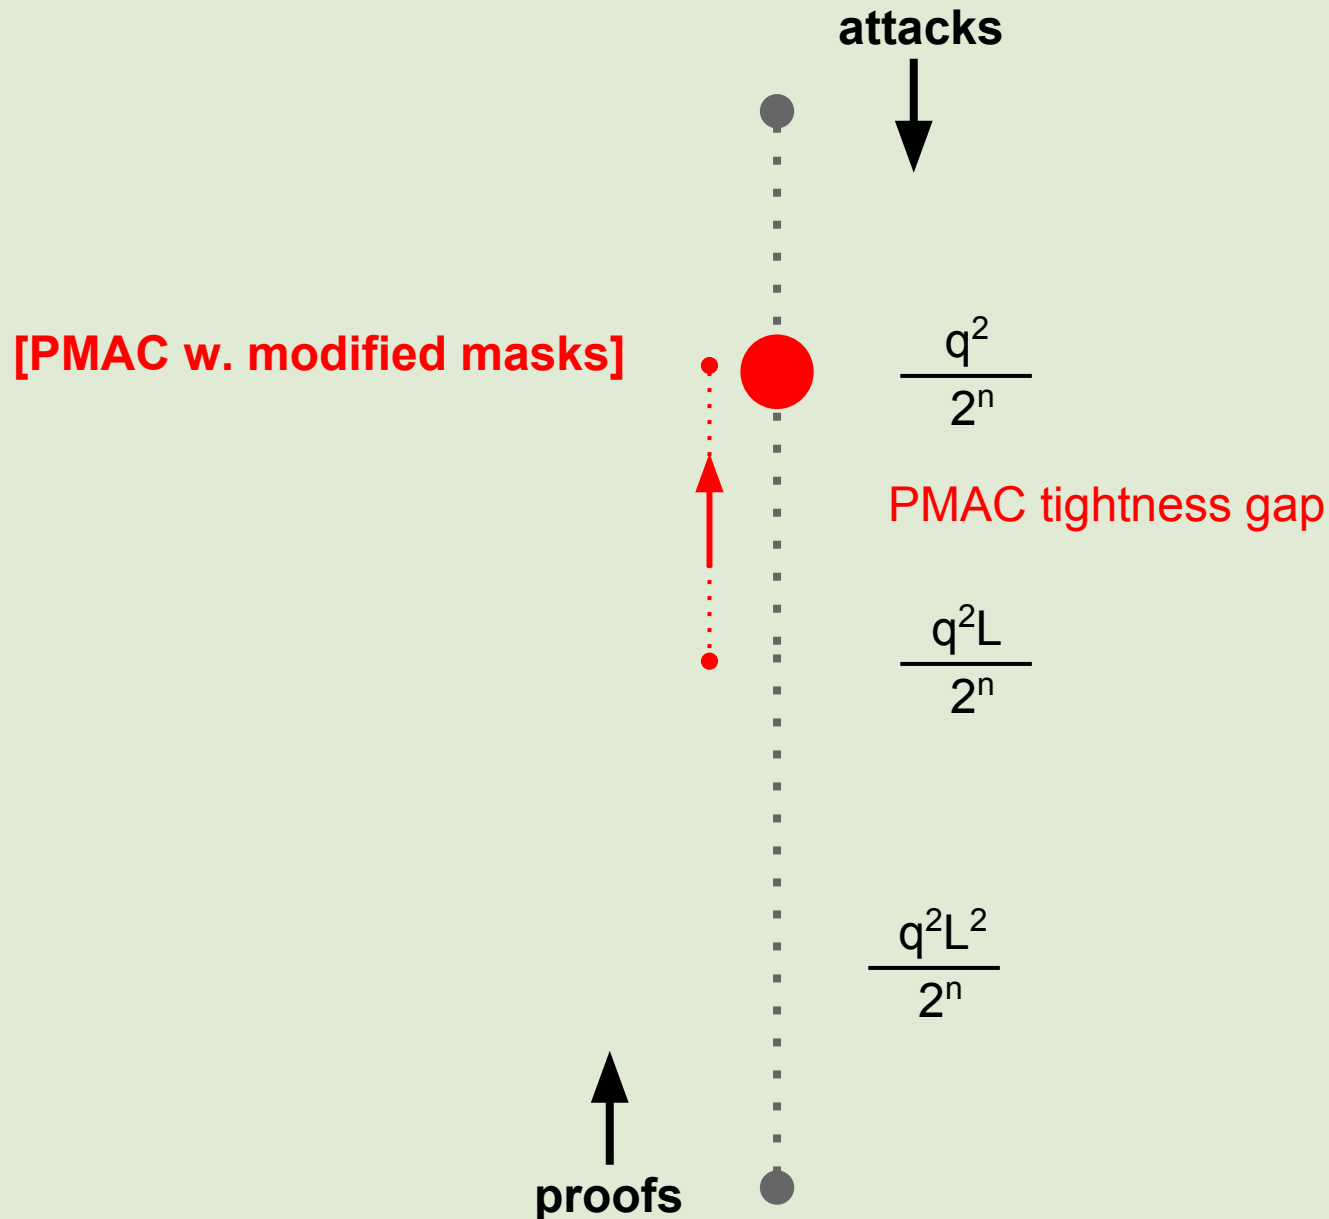 attacks
[PMAC w. modified masks]
q²
2ⁿ
PMAC tightness gap
q²L
2ⁿ
q²L²
2ⁿ
proofs